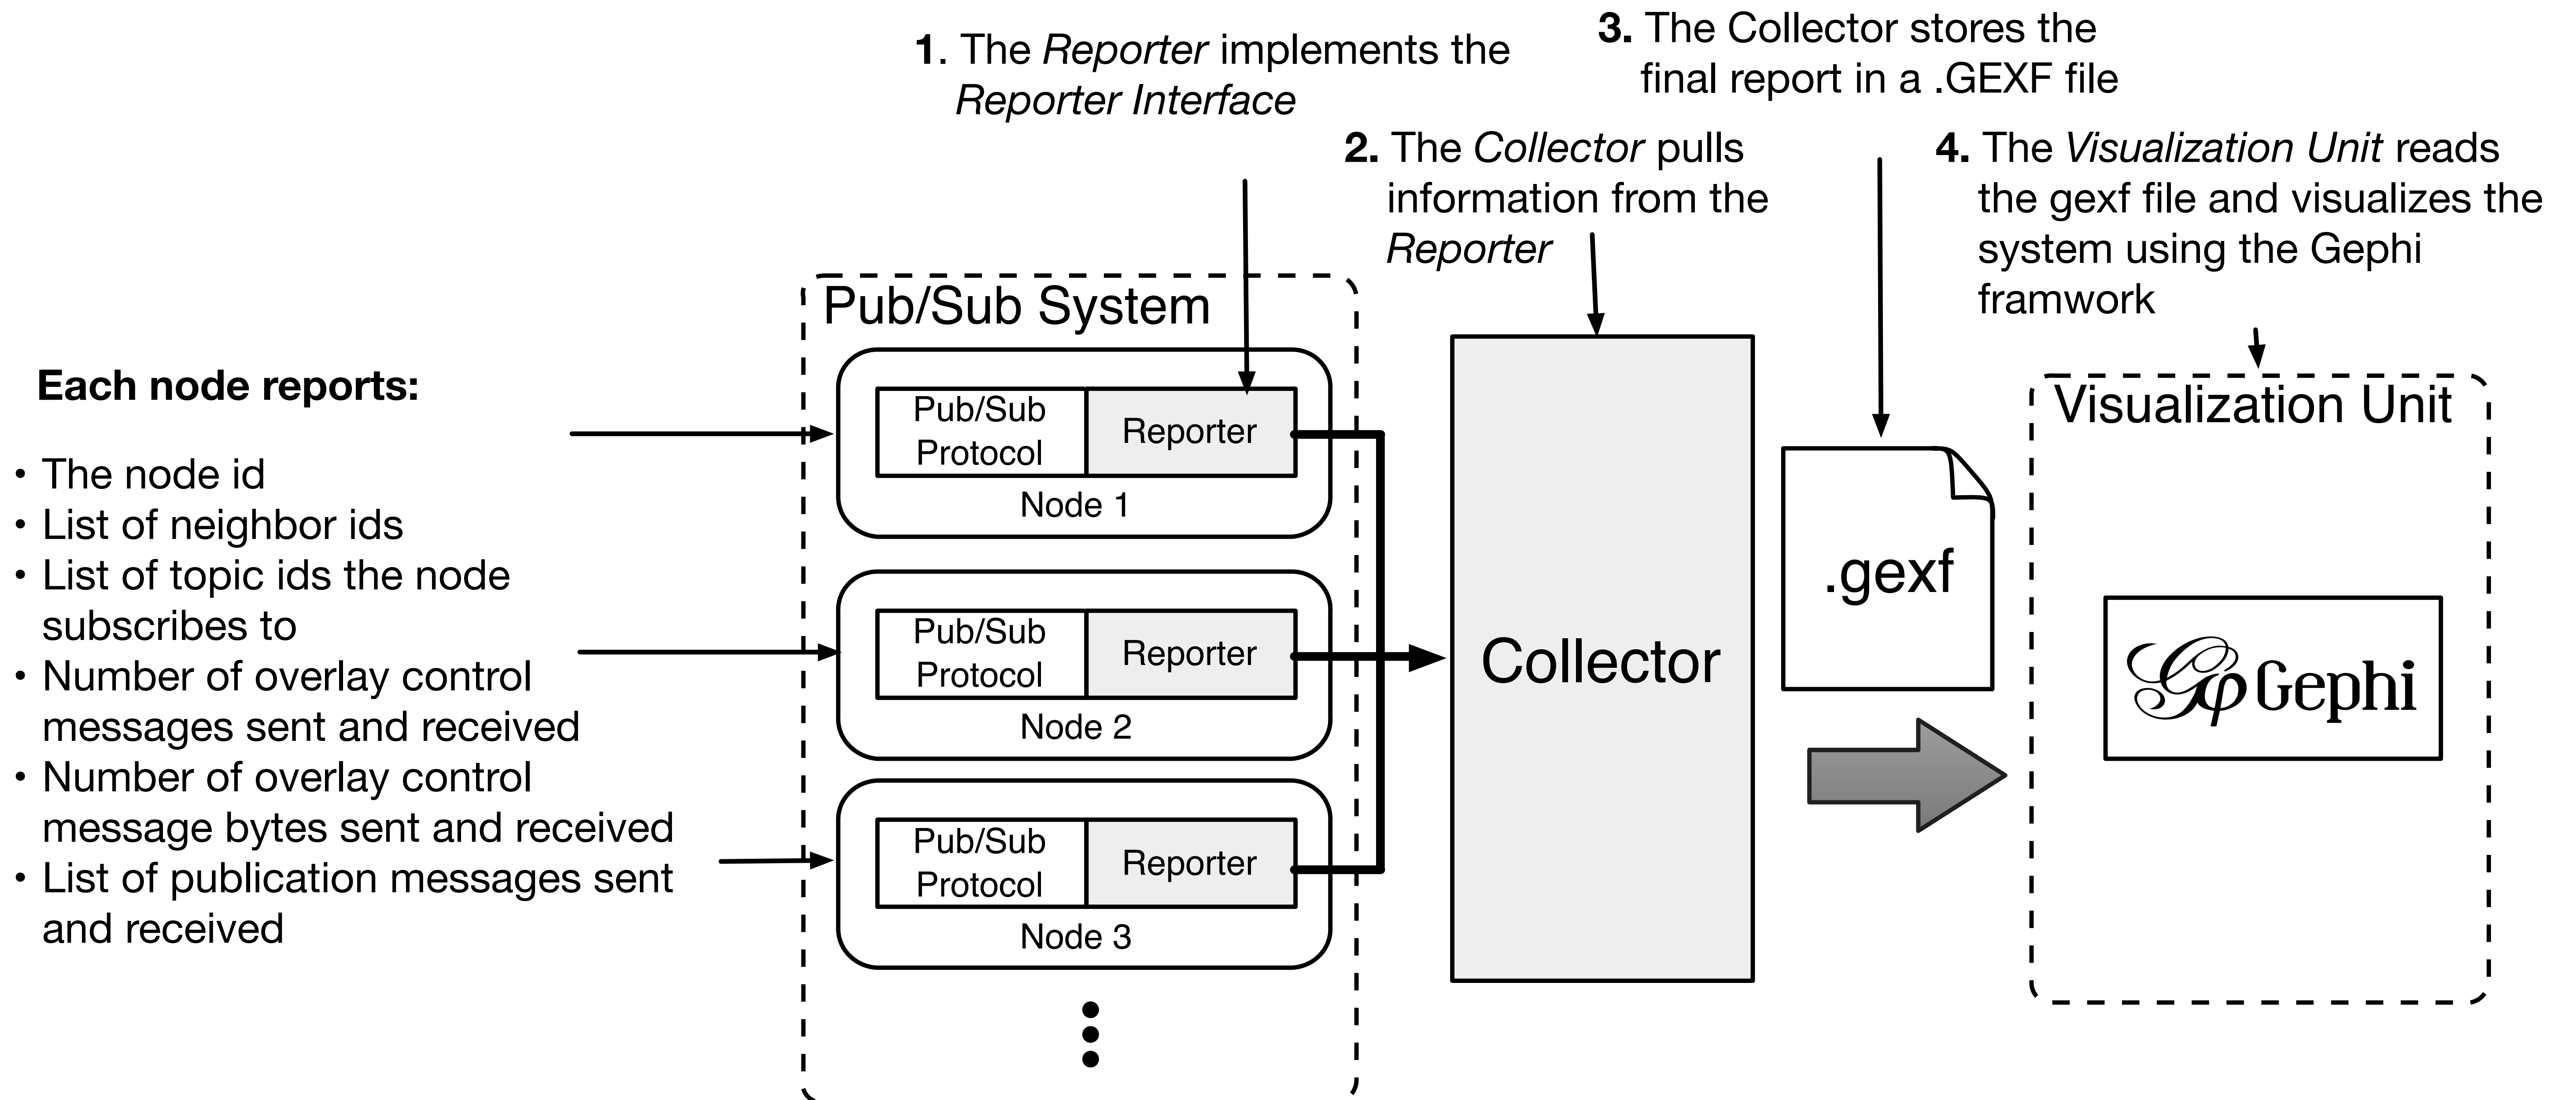 1. The Reporter implements the
Reporter Interface
3. The Collector stores the
final report in a .GEXF file
2. The Collector pulls
information from the
Reporter
4. The Visualization Unit reads
the gexf file and visualizes the
system using the Gephi
framwork
Each node reports:
• The node id
• List of neighbor ids
• List of topic ids the node
subscribes to
• Number of overlay control
messages sent and received
• Number of overlay control
message bytes sent and received
• List of publication messages sent
and received
Pub/Sub System
Pub/Sub
Protocol
Reporter
Node 1
Pub/Sub
Protocol
Reporter
Node 2
Pub/Sub
Protocol
Reporter
Node 3
Collector
.gexf
Visualization Unit
Gφ Gephi